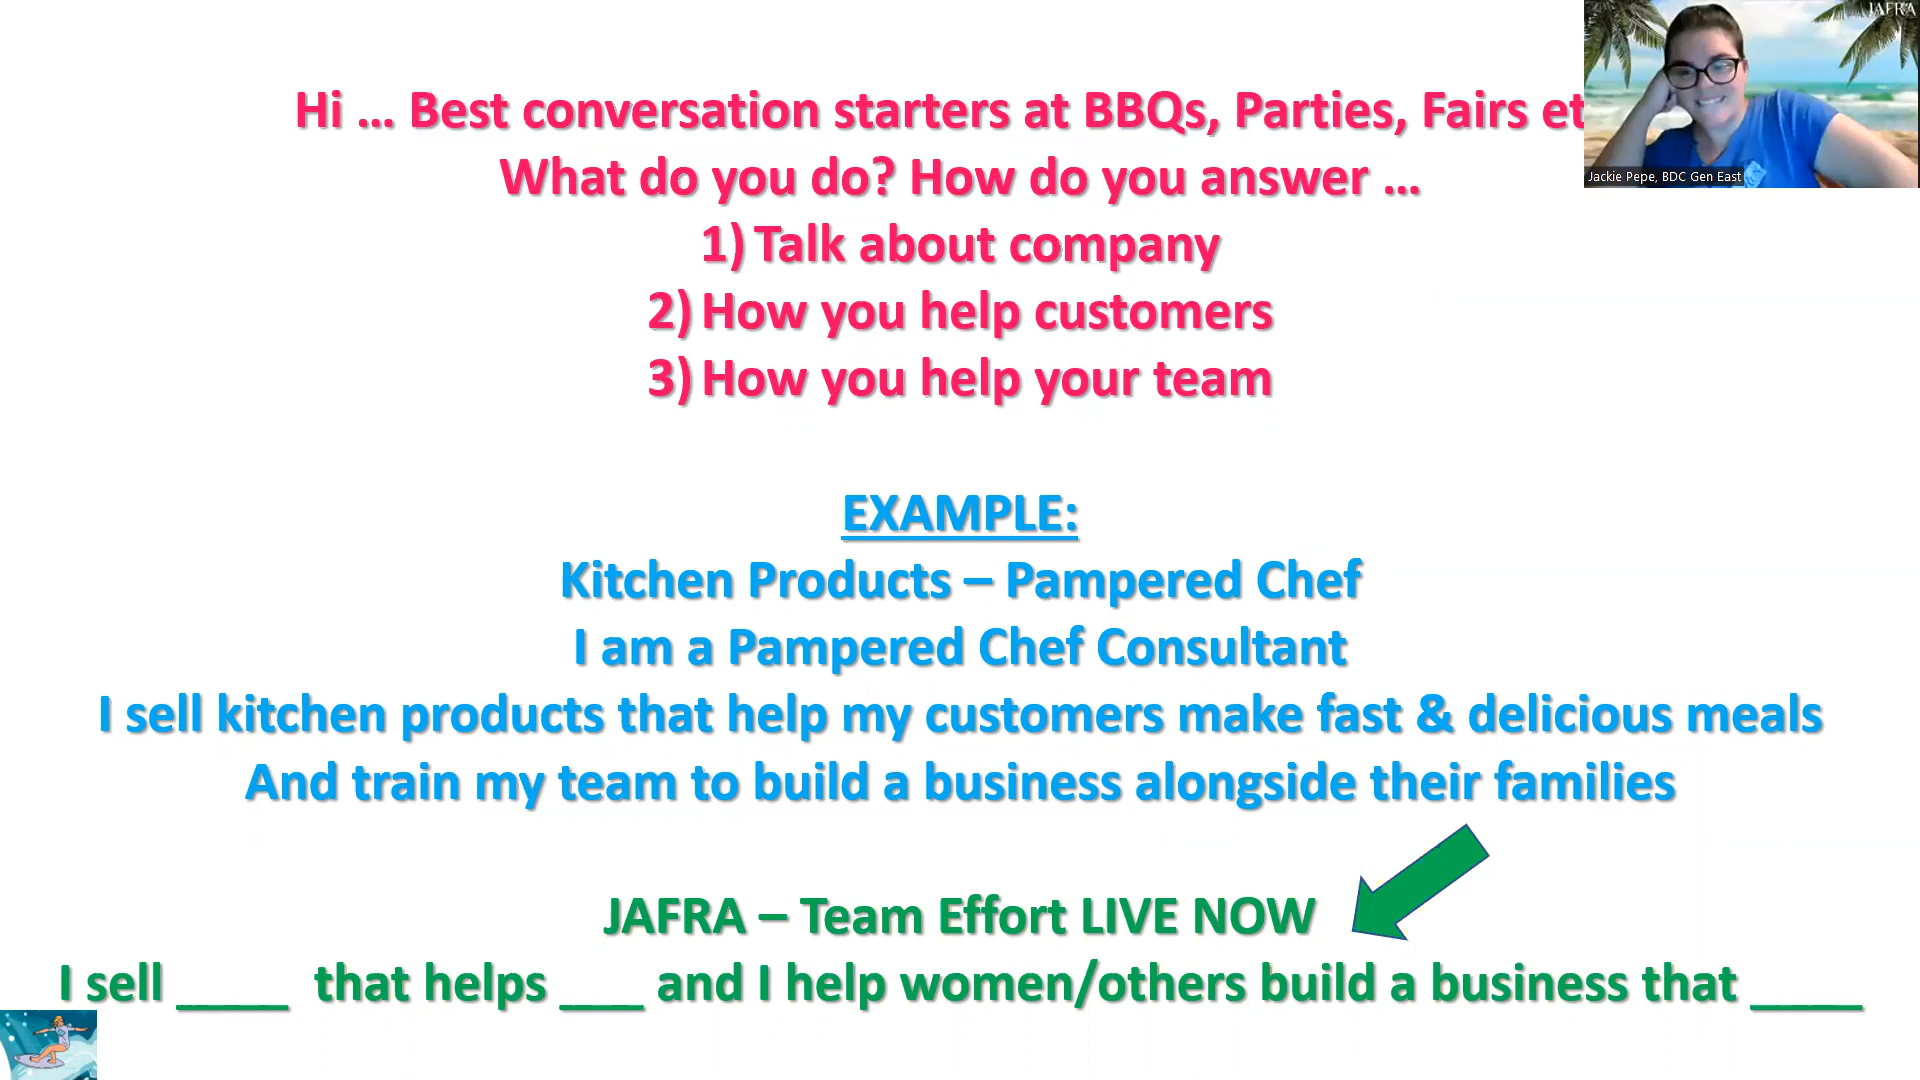 Hi ... Best conversation starters at BBQs, Parties, Fairs et
What do you do? How do you answer ...
1) Talk about company
2) How you help customers
3) How you help your team
EXAMPLE:
Kitchen Products – Pampered Chef
I am a Pampered Chef Consultant
I sell kitchen products that help my customers make fast & delicious meals
And train my team to build a business alongside their families
JAFRA – Team Effort LIVE NOW
I sell ____ that helps ___ and I help women/others build a business that ____
JAFRA
Jackie Pepe, BDC Gen East